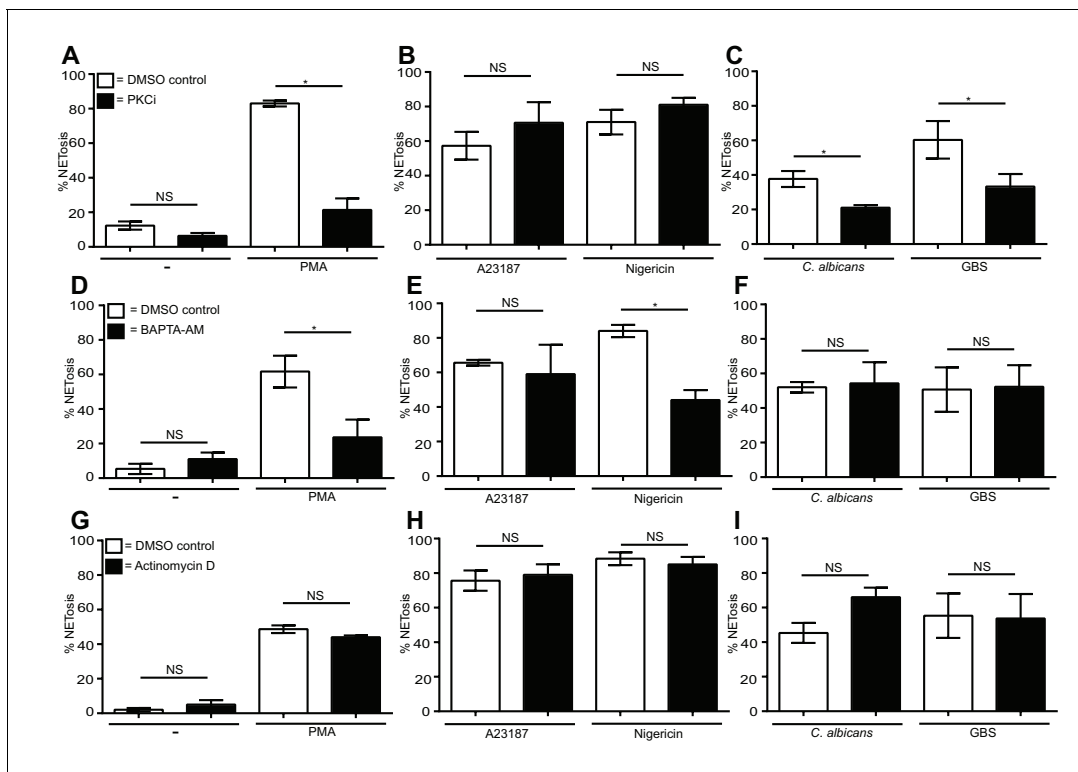 A
B
C
= DMSO control
= PKCi
% NETosis
100
80
60
40
20
0
NS
*
–
PMA
% NETosis
100
80
60
40
20
0
NS
NS
A23187
Nigericin
% NETosis
100
80
60
40
20
0
*
*
C. albicans
GBS
D
E
F
= DMSO control
= BAPTA-AM
% NETosis
100
80
60
40
20
0
NS
*
–
PMA
% NETosis
100
80
60
40
20
0
NS
*
A23187
Nigericin
% NETosis
100
80
60
40
20
0
NS
NS
C. albicans
GBS
G
H
I
= DMSO control
= Actinomycin D
% NETosis
100
80
60
40
20
0
NS
NS
–
PMA
% NETosis
100
80
60
40
20
0
NS
NS
A23187
Nigericin
% NETosis
100
80
60
40
20
0
NS
NS
C. albicans
GBS